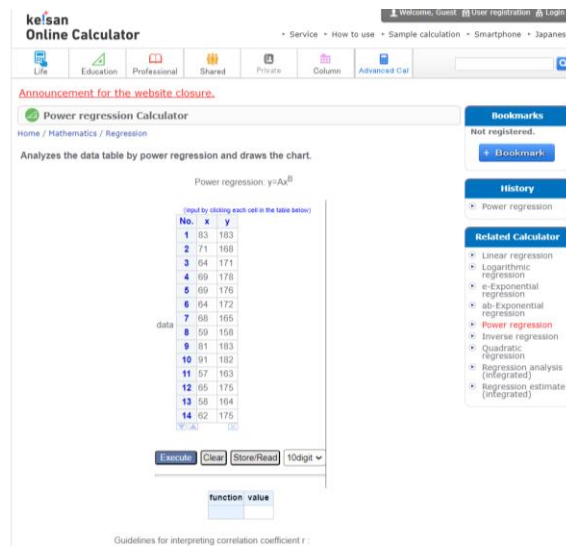 ke!san
Online Calculator
Welcome, Guest User registration Login
Service How to use Sample calculation Smartphone Japanes
Life Education Professional Shared Private Column Advanced Cal
Announcement for the website closure.
Power regression Calculator
Home / Mathematics / Regression
Analyzes the data table by power regression and draws the chart.
Power regression: y=Ax^B
(input by clicking each cell in the table below)
No. x y
1 83 183
2 71 168
3 64 171
4 69 178
5 69 176
6 64 172
7 68 165
data
8 59 158
9 81 183
10 91 182
11 57 163
12 65 175
13 58 164
14 62 175
Execute Clear Store/Read 10digit
function value
Guidelines for interpreting correlation coefficient r :
Bookmarks
Not registered.
+ Bookmark
History
Power regression
Related Calculator
Linear regression
Logarithmic
regression
e-Exponential
regression
ab-Exponential
regression
Power regression
Inverse regression
Quadratic
regression
Regression analysis
(integrated)
Regression estimate
(integrated)